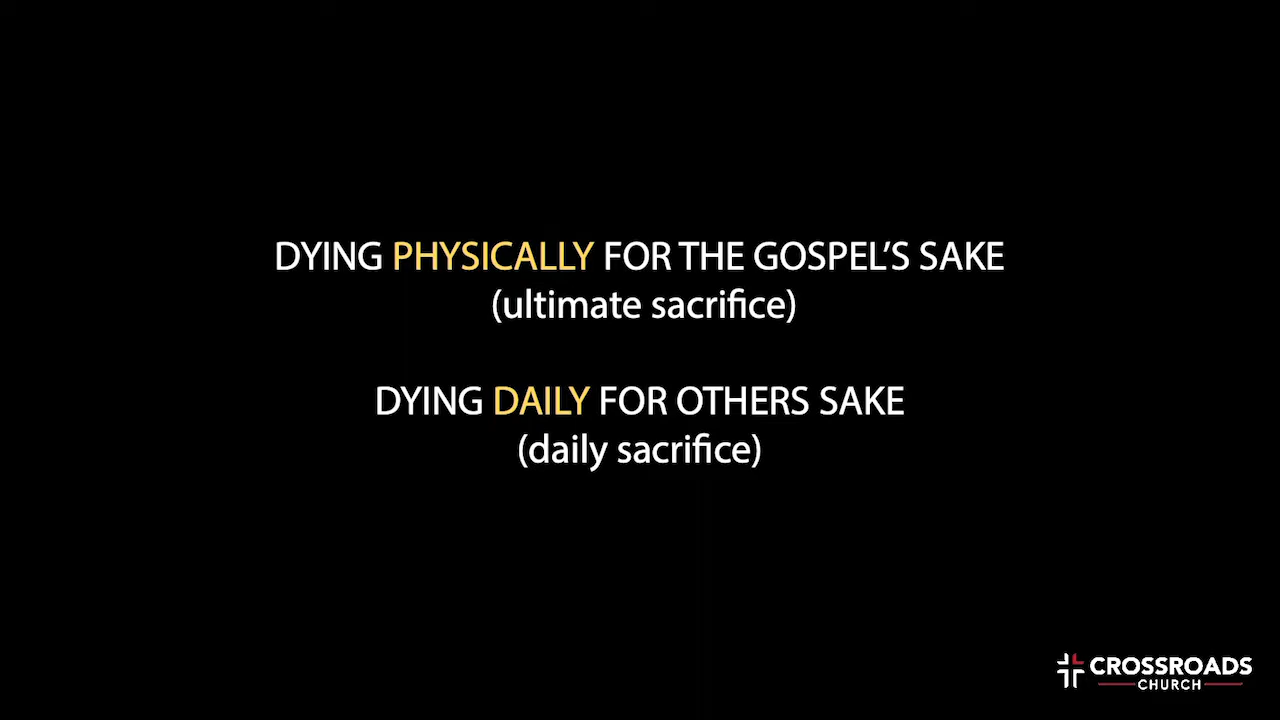 DYING PHYSICALLY FOR THE GOSPEL’S SAKE
(ultimate sacrifice)
DYING DAILY FOR OTHERS SAKE
(daily sacrifice)
CROSSROADS
CHURCH